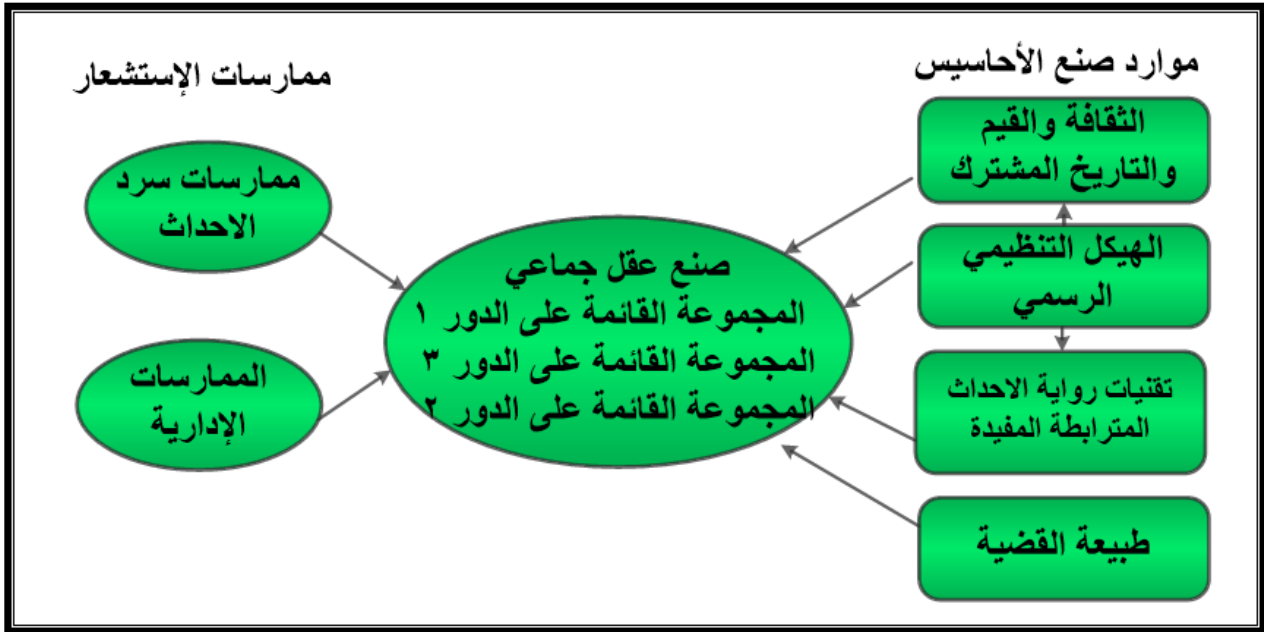 موارد صنع الأحاسيس
الثقافة والقيم
والتاريخ المشترك
الهيكل التنظيمي
الرسمي
تقنيات رواية الاحداث
المترابطة المفيدة
طبيعة القضية
صنع عقل جماعي
المجموعة القائمة على الدور ١
المجموعة القائمة على الدور ٣
المجموعة القائمة على الدور ٢
ممارسات الإستشعار
ممارسات سرد
الاحداث
الممارسات
الإدارية